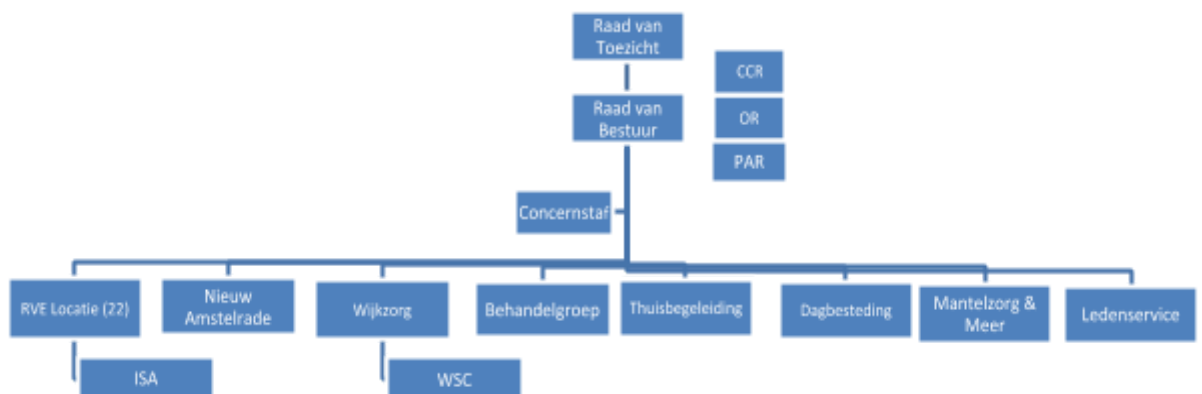 Raad van
Toezicht
CCR
Raad van
Bestuur
OR
PAR
Concernstaf
RVE Locatie (22)
Nieuw
Amstelrade
Wijkzorg
Behandelgroep
Thuisbegeleiding
Dagbesteding
Mantelzorg &
Meer
Ledenservice
ISA
WSC